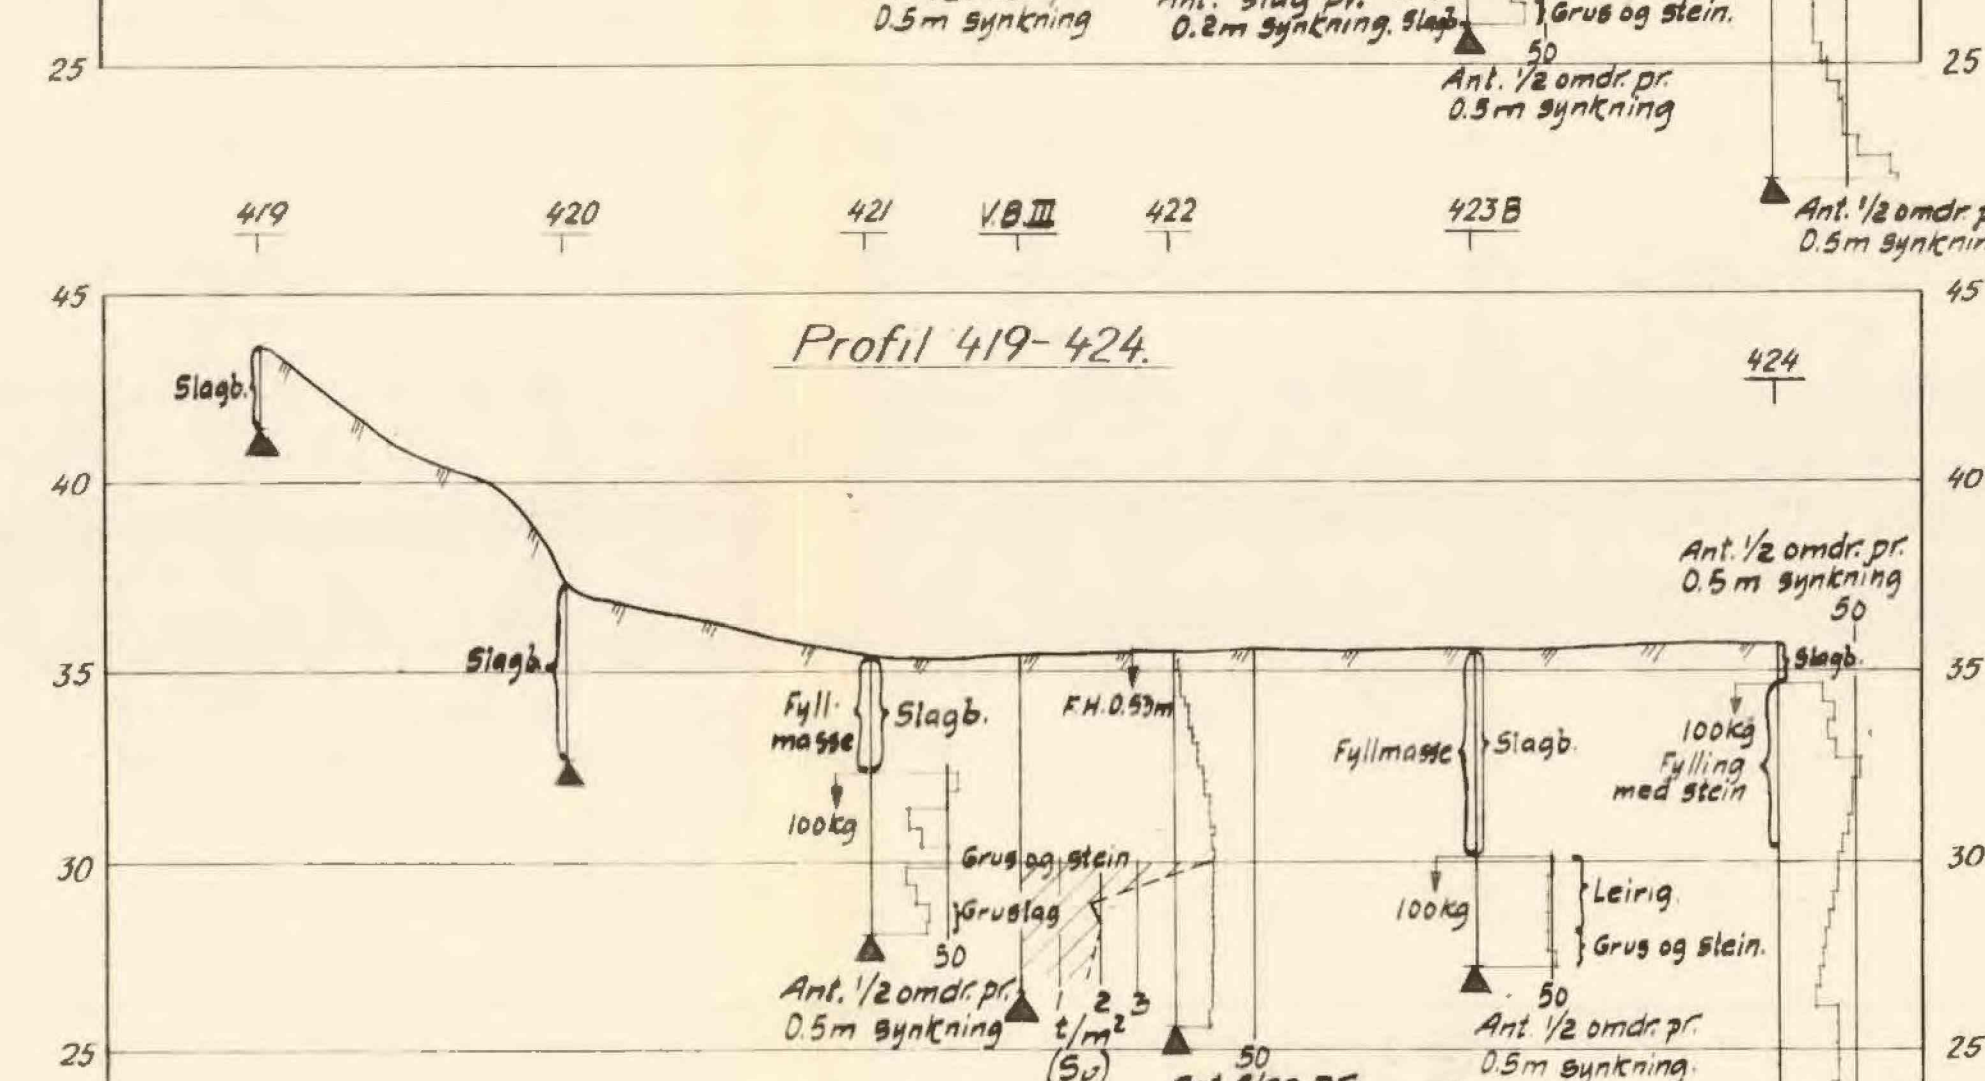 0.5m synkning
Ant. slag pr.
0.2m synkning. Slagb.
Grus og stein.
50
25
25
Ant. 1/2 omdr. pr.
0.5m synkning
Ant. 1/2 omdr.
0.5m
419
420
421
V.B.III
422
423B
45
45
Profil 419-424.
424
Slagb.
40
40
Ant. 1/2 omdr. pr.
0.5m synkning
50
Slagb.
Slagb.
35
35
Fyll-
masse
Slagb.
F.H. 0.53m
Fyllmasse
Slagb.
100kg
Fylling
med stein
100kg
Grus og stein
30
30
100kg
Leirig.
Gruslag
Grus og stein.
50
50
Ant. 1/2 omdr. pr.
0.5m synkning
1 2 3
t/m²
(Su)
Ant. 1/2 omdr. pr.
0.5m synkning.
25
50
25